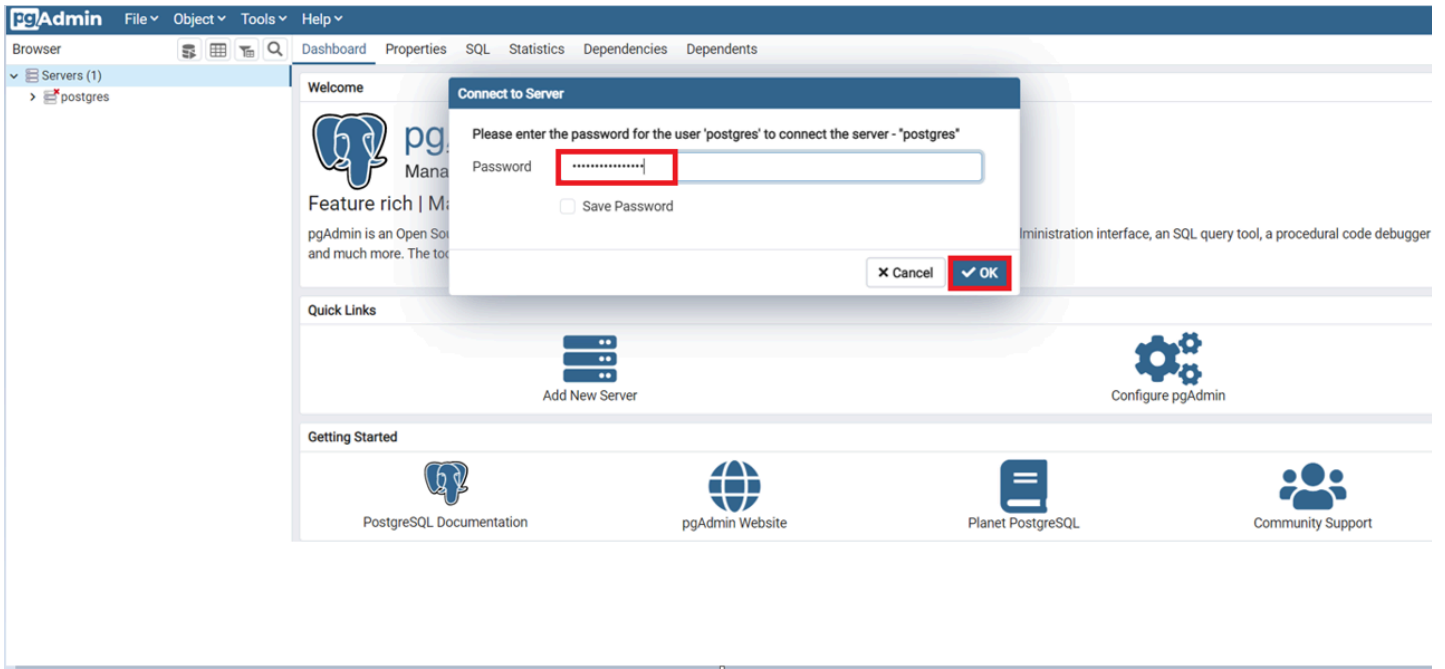 pgAdmin File Object Tools Help
Browser
Dashboard Properties SQL Statistics Dependencies Dependents
Servers (1)
postgres
Welcome
Connect to Server
Please enter the password for the user 'postgres' to connect the server - "postgres"
Password ••••••••••••••••
Save Password
Cancel OK
pg
Mana
Feature rich | Ma
pgAdmin is an Open Sou
ministration interface, an SQL query tool, a procedural code debugger
and much more. The too
Quick Links
Add New Server
Configure pgAdmin
Getting Started
PostgreSQL Documentation
pgAdmin Website
Planet PostgreSQL
Community Support